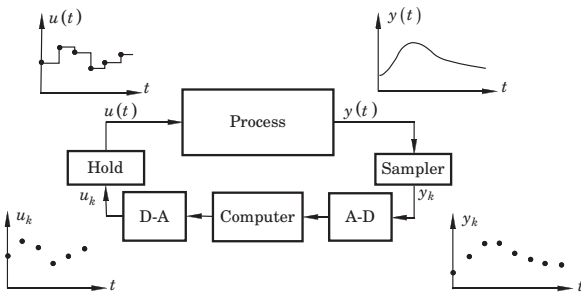 u(t)
y(t)
t
t
u(t)
Process
y(t)
Hold
Sampler
u_k
y_k
D-A
Computer
A-D
u_k
y_k
t
t